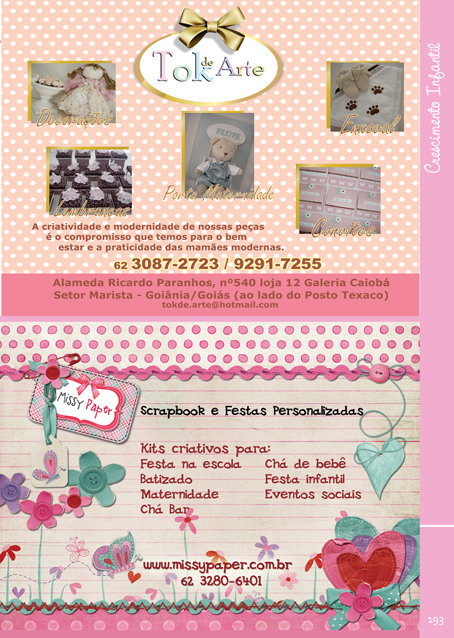 Tok de Arte
Decorações
Enxoval
FELIPE
Porta Maternidade
Lembranças
Convites
A criatividade e modernidade de nossas peças
é o compromisso que temos para o bem
estar e a praticidade das mamães modernas.
62 3087-2723 / 9291-7255
Alameda Ricardo Paranhos, nº540 loja 12 Galeria Caiobá
Setor Marista - Goiânia/Goiás (ao lado do Posto Texaco)
tokde.arte@hotmail.com
Crescimento Infantil
Missy Paper
Scrapbook e Festas Personalizadas
Kits criativos para:
Festa na escola
Batizado
Maternidade
Chá Bar
Chá de bebê
Festa infantil
Eventos sociais
www.missypaper.com.br
62 3280-6401
193